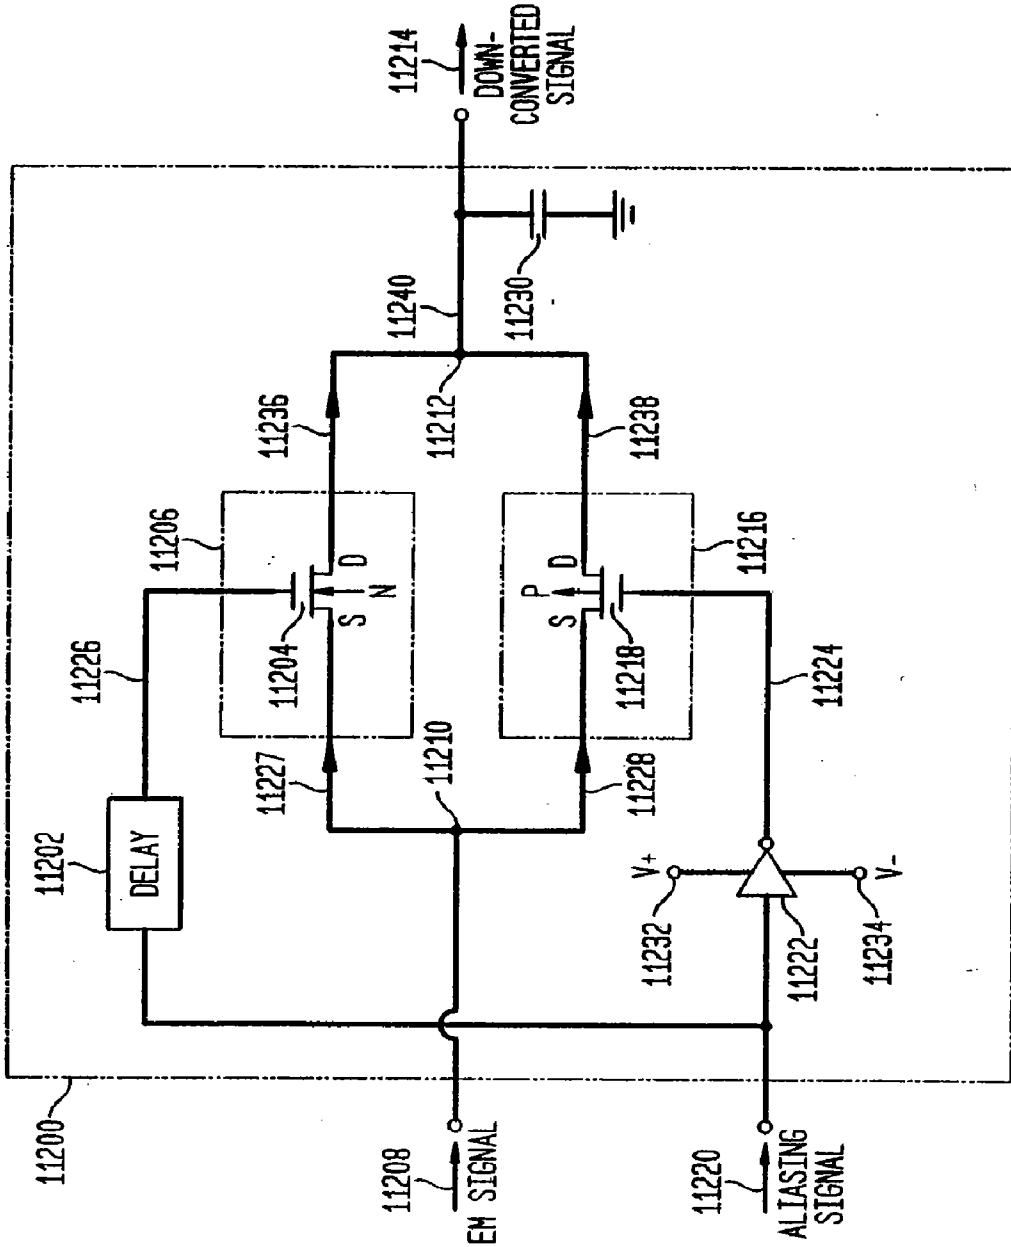 11200
11202
DELAY
11226
11206
11204
S
D
N
11236
11227
11210
11208
EM SIGNAL
11212
11240
11214
DOWN-
CONVERTED
SIGNAL
11230
11228
11216
S
D
P
11218
11238
11224
11232
V+
11222
11234
V-
11220
ALIASING
SIGNAL